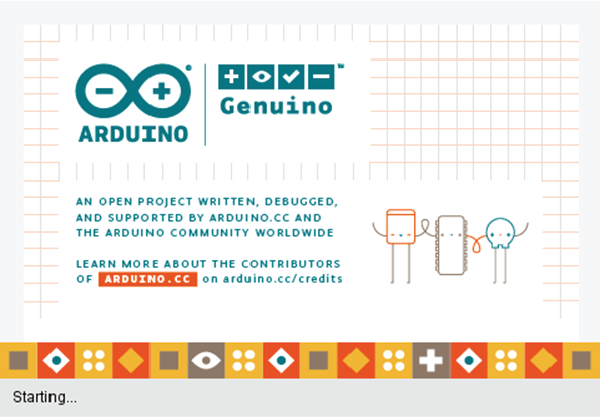 ARDUINO
Genuino™
AN OPEN PROJECT WRITTEN, DEBUGGED,
AND SUPPORTED BY ARDUINO.CC AND
THE ARDUINO COMMUNITY WORLDWIDE
LEARN MORE ABOUT THE CONTRIBUTORS
OF ARDUINO.CC on arduino.cc/credits
Starting...